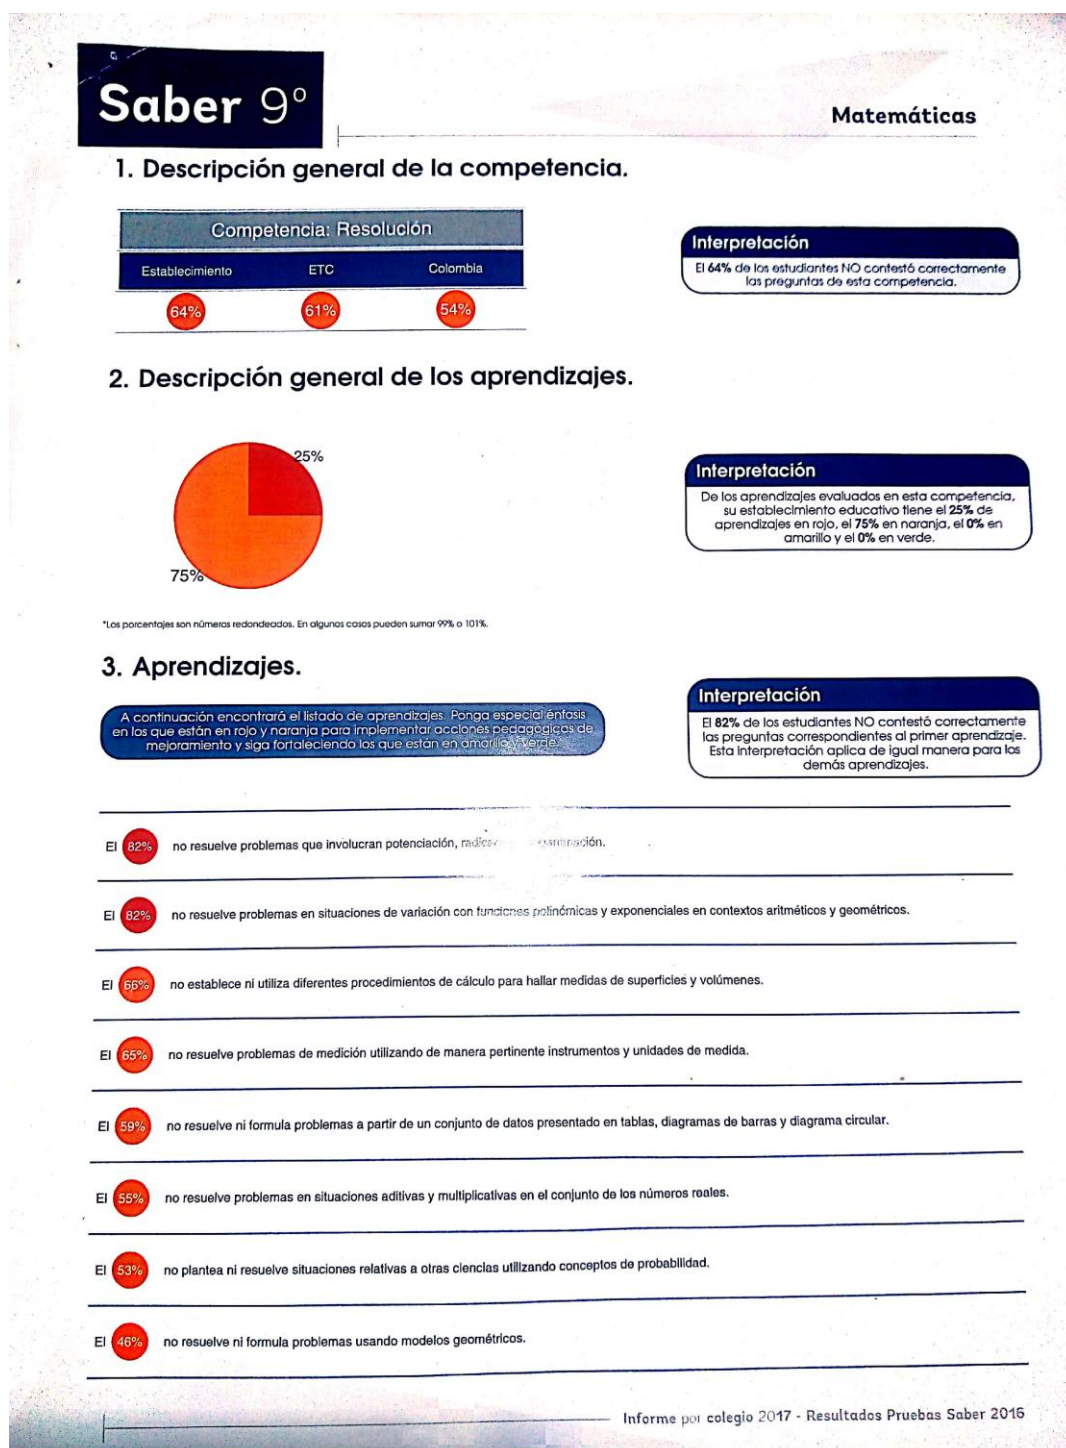 Saber 9°
Matemáticas
1. Descripción general de la competencia.
Competencia: Resolución
Establecimiento ETC Colombia
64% 61% 54%
Interpretación
El 64% de los estudiantes NO contestó correctamente
las preguntas de esta competencia.
2. Descripción general de los aprendizajes.
25%
75%
Interpretación
De los aprendizajes evaluados en esta competencia,
su establecimiento educativo tiene el 25% de
aprendizajes en rojo, el 75% en naranja, el 0% en
amarillo y el 0% en verde.
*Los porcentajes son números redondeados. En algunos casos pueden sumar 99% o 101%.
3. Aprendizajes.
A continuación encontrará el listado de aprendizajes. Ponga especial énfasis
en los que están en rojo y naranja para implementar acciones pedagógicas de
mejoramiento y siga fortaleciendo los que están en amarillo y verde.
Interpretación
El 82% de los estudiantes NO contestó correctamente
las preguntas correspondientes al primer aprendizaje.
Esta interpretación aplica de igual manera para los
demás aprendizajes.
El 82% no resuelve problemas que involucran potenciación,
El 82% no resuelve problemas en situaciones de variación con funciones polinómicas y exponenciales en contextos aritméticos y geométricos.
El 66% no establece ni utiliza diferentes procedimientos de cálculo para hallar medidas de superficies y volúmenes.
El 65% no resuelve problemas de medición utilizando de manera pertinente instrumentos y unidades de medida.
El 59% no resuelve ni formula problemas a partir de un conjunto de datos presentado en tablas, diagramas de barras y diagrama circular.
El 55% no resuelve problemas en situaciones aditivas y multiplicativas en el conjunto de los números reales.
El 53% no plantea ni resuelve situaciones relativas a otras ciencias utilizando conceptos de probabilidad.
El 46% no resuelve ni formula problemas usando modelos geométricos.
Informe por colegio 2017 - Resultados Pruebas Saber 2016